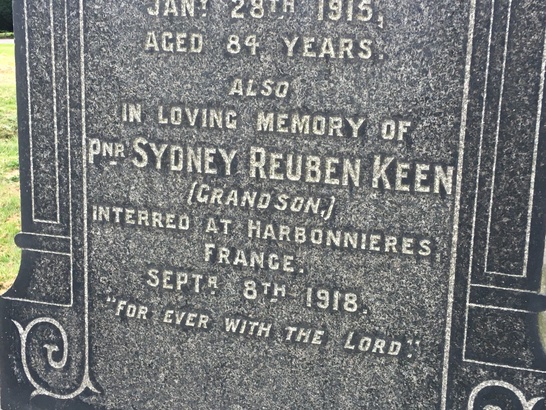 JANY 28TH 1915,
AGED 84 YEARS.
ALSO
IN LOVING MEMORY OF
PNR SYDNEY REUBEN KEEN
(GRANDSON,)
INTERRED AT HARBONNIERES,
FRANCE.
SEPTR 8TH 1918.
"FOR EVER WITH THE LORD".